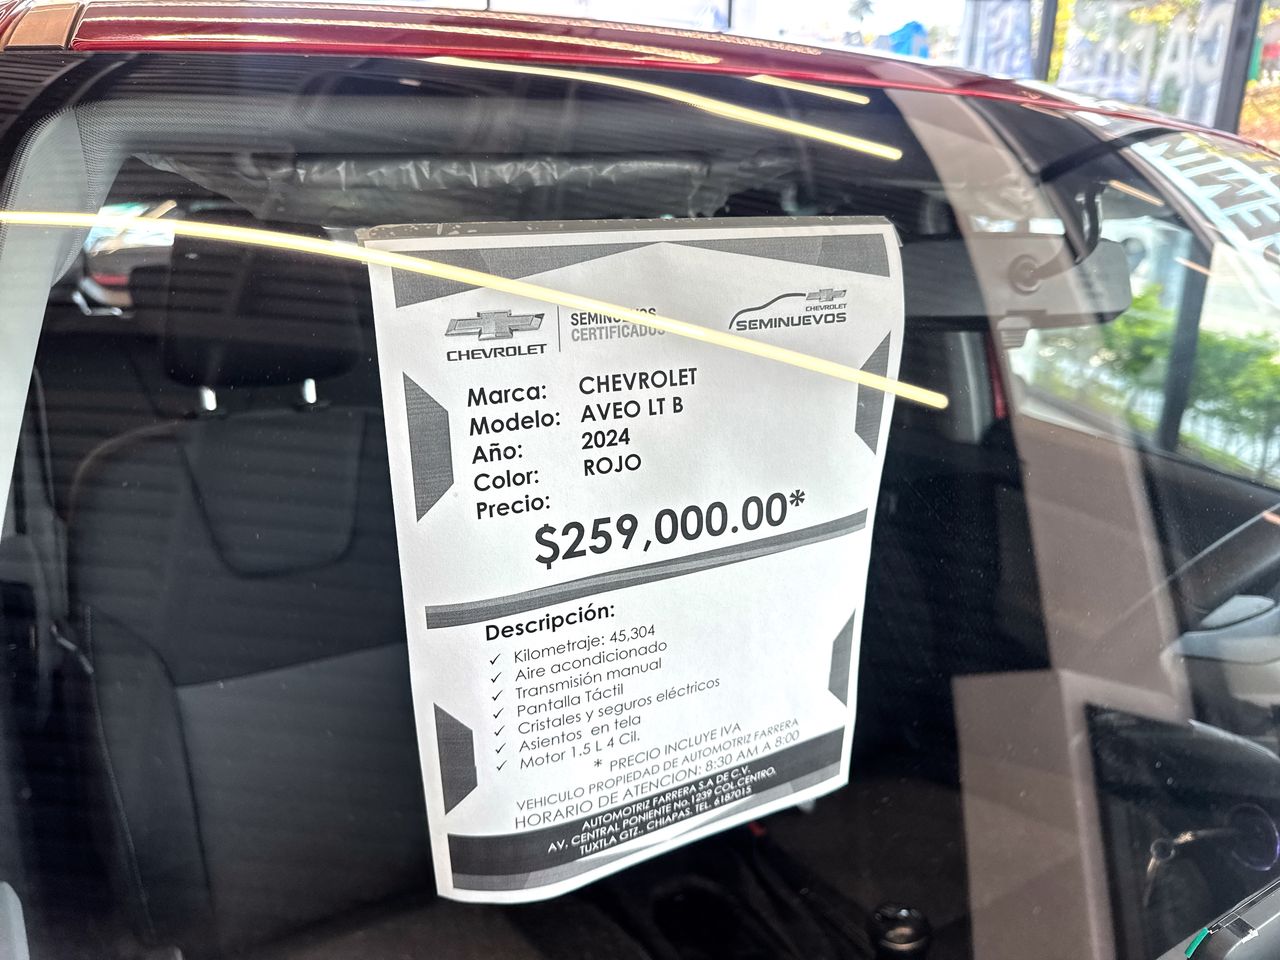 CHEVROLET
SEMINUEVOS
CERTIFICADOS
CHEVROLET
SEMINUEVOS
Marca: CHEVROLET
Modelo: AVEO LT B
Año: 2024
Color: ROJO
Precio:
$259,000.00*
Descripción:
✓ Kilometraje: 45,304
✓ Aire acondicionado
✓ Transmisión manual
✓ Pantalla Táctil
✓ Cristales y seguros eléctricos
✓ Asientos en tela
✓ Motor 1.5 L 4 Cil.
* PRECIO INCLUYE IVA
VEHICULO PROPIEDAD DE AUTOMOTRIZ FARRERA
HORARIO DE ATENCION: 8:30 AM A 8:00
AUTOMOTRIZ FARRERA S.A DE C.V.
AV. CENTRAL PONIENTE No.1239 COL.CENTRO,
TUXTLA GTZ., CHIAPAS. TEL. 6187015